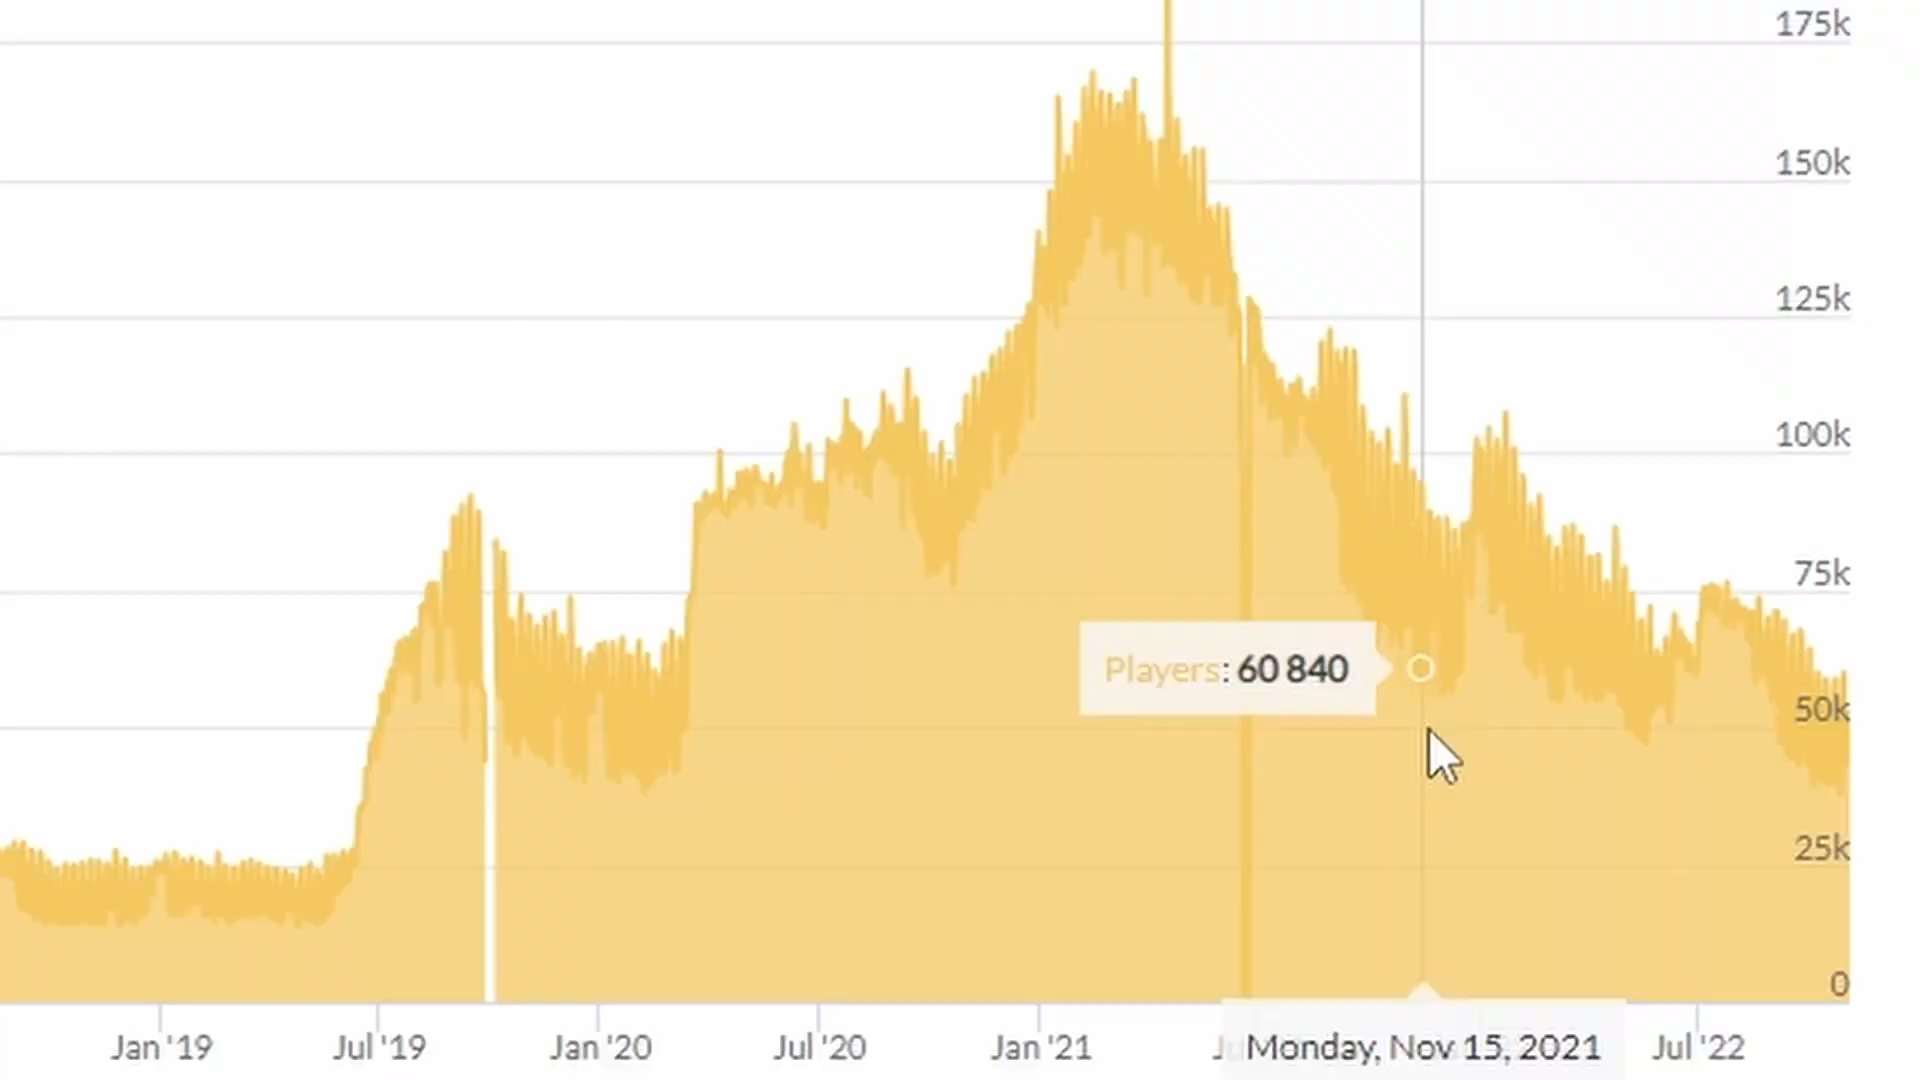 175k
150k
125k
100k
75k
Players: 60 840
50k
25k
0
Jan '19
Jul '19
Jan '20
Jul '20
Jan '21
Monday, Nov 15, 2021
Jul '22